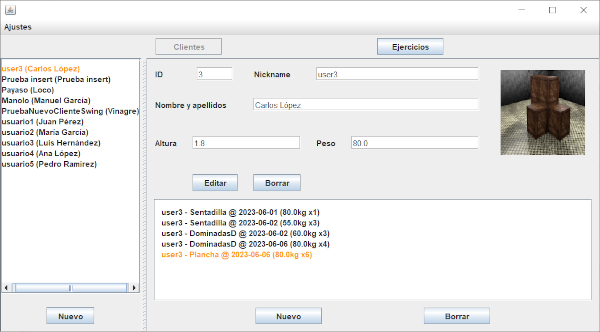 Ajustes
Clientes
Ejercicios
user3 (Carlos López)
Prueba insert (Prueba insert)
Payaso (Loco)
Manolo (Manuel García)
PruebaNuevoClienteSwing (Vinagre)
usuario1 (Juan Pérez)
usuario2 (María García)
usuario3 (Luis Hernández)
usuario4 (Ana López)
usuario5 (Pedro Ramírez)
Nuevo
ID
3
Nickname
user3
Nombre y apellidos
Carlos López
Altura
1.8
Peso
80.0
Editar
Borrar
user3 - Sentadilla @ 2023-06-01 (80.0kg x1)
user3 - Sentadilla @ 2023-06-02 (55.0kg x3)
user3 - DominadasD @ 2023-06-02 (60.0kg x3)
user3 - DominadasD @ 2023-06-06 (80.0kg x4)
user3 - Plancha @ 2023-06-06 (80.0kg x6)
Nuevo
Borrar